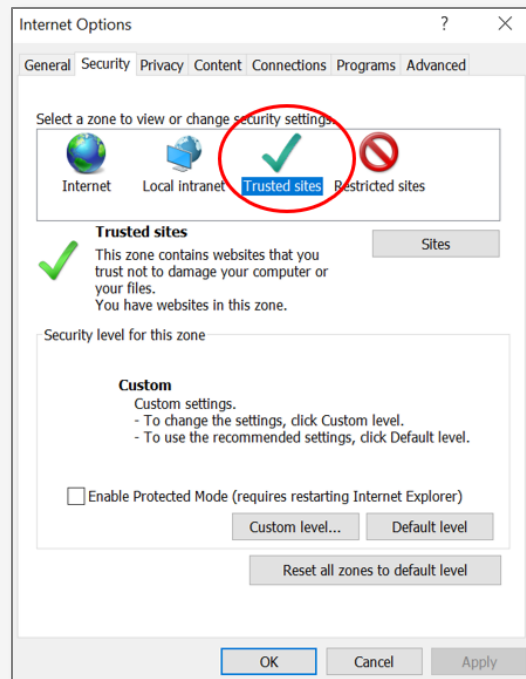 Internet Options
?
General Security Privacy Content Connections Programs Advanced
Select a zone to view or change security settings.
Internet Local intranet Trusted sites Restricted sites
Trusted sites
Sites
This zone contains websites that you
trust not to damage your computer or
your files.
You have websites in this zone.
Security level for this zone
Custom
Custom settings.
- To change the settings, click Custom level.
- To use the recommended settings, click Default level.
Enable Protected Mode (requires restarting Internet Explorer)
Custom level... Default level
Reset all zones to default level
OK Cancel Apply